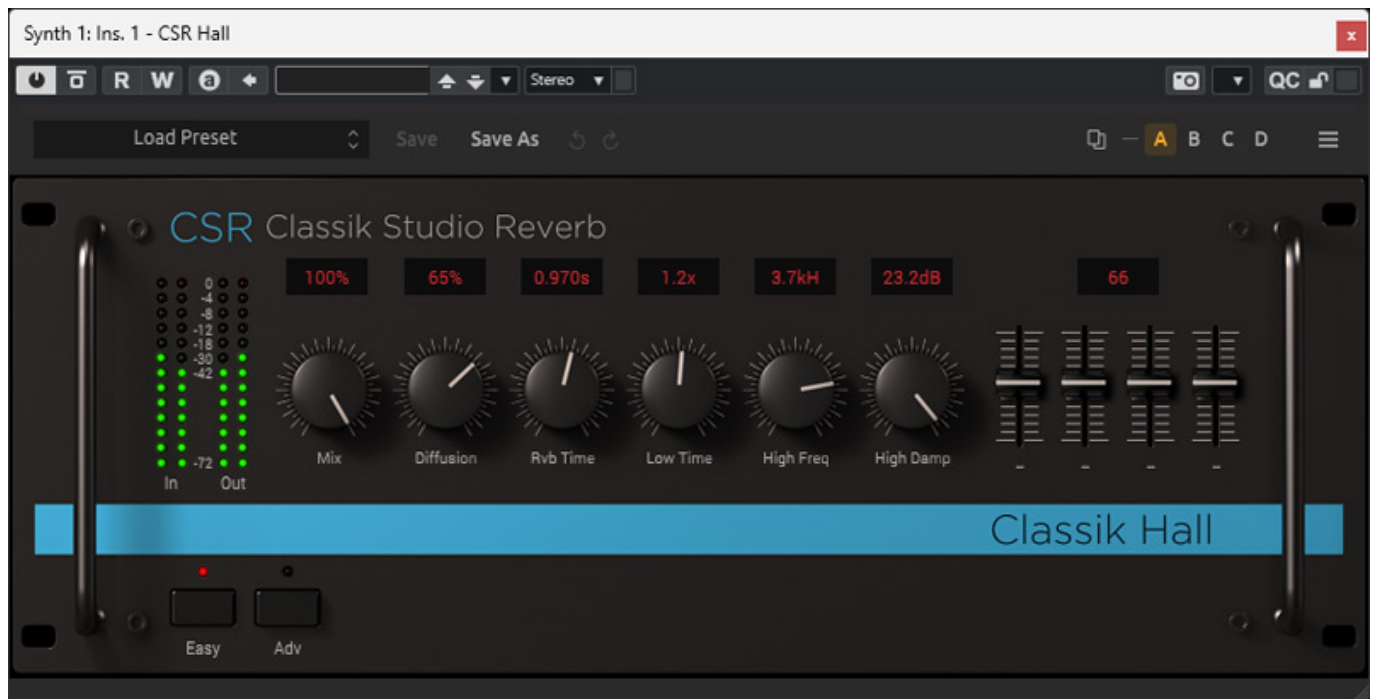 Synth 1: Ins. 1 - CSR Hall
x
R W a Stereo QC
Load Preset Save Save As A B C D
CSR Classik Studio Reverb
100% 65% 0.970s 1.2x 3.7kH 23.2dB 66
0
-4
-8
-12
-18
-30
-42
-72
In Out
Mix Diffusion Rvb Time Low Time High Freq High Damp - - - -
Classik Hall
Easy Adv